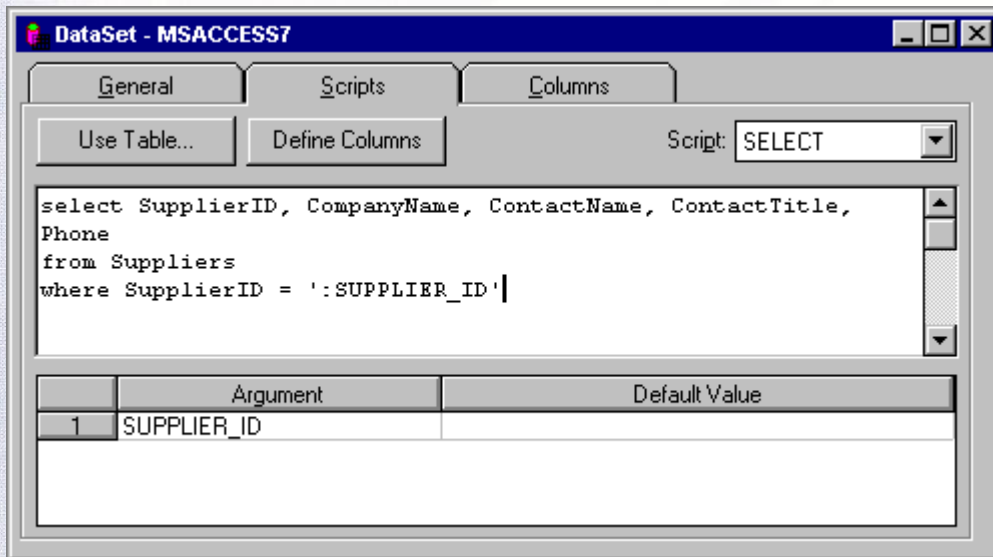 DataSet - MSACCESS7
General Scripts Columns
Use Table... Define Columns Script: SELECT
select SupplierID, CompanyName, ContactName, ContactTitle,
Phone
from Suppliers
where SupplierID = ':SUPPLIER_ID'
Argument Default Value
1 SUPPLIER_ID